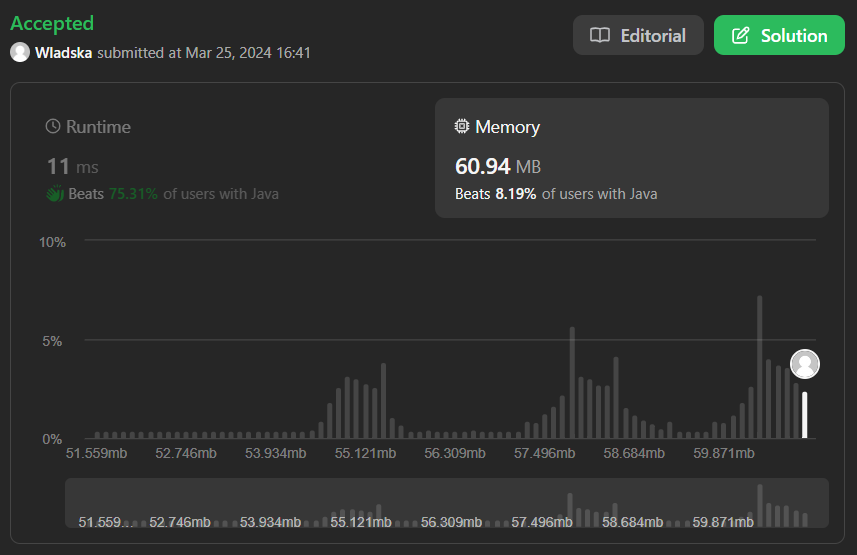 Accepted
Wladska submitted at Mar 25, 2024 16:41
Editorial
Solution
Runtime
11 ms
Beats 75.31% of users with Java
Memory
60.94 MB
Beats 8.19% of users with Java
10%
5%
0%
51.559mb 52.746mb 53.934mb 55.121mb 56.309mb 57.496mb 58.684mb 59.871mb
51.559... 52.746mb 53.934mb 55.121mb 56.309mb 57.496mb 58.684mb 59.871mb